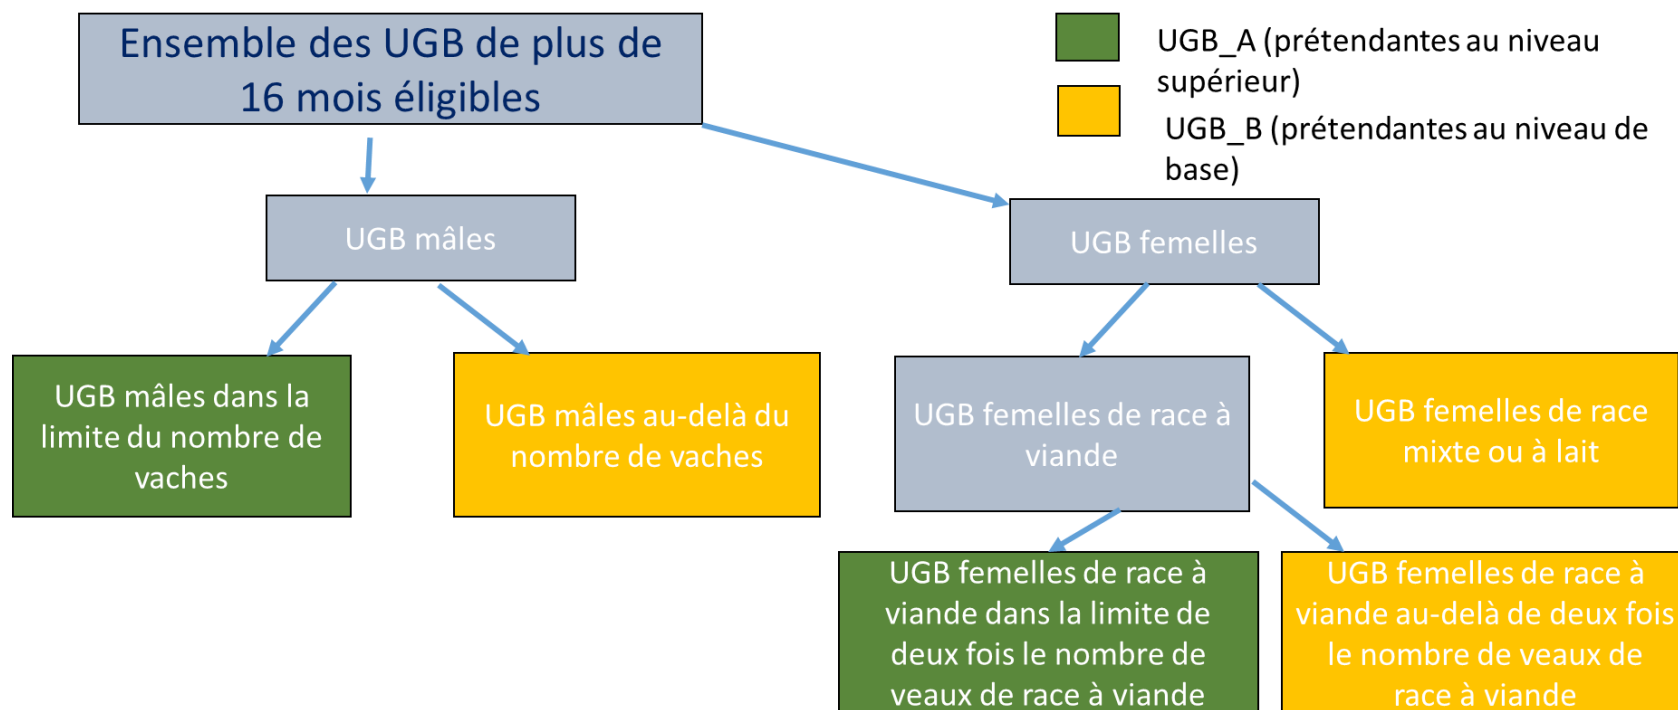 Ensemble des UGB de plus de
16 mois éligibles
UGB_A (prétendantes au niveau
supérieur)
UGB_B (prétendantes au niveau de
base)
UGB mâles
UGB femelles
UGB mâles dans la
limite du nombre de
vaches
UGB mâles au-delà du
nombre de vaches
UGB femelles de race à
viande
UGB femelles de race
mixte ou à lait
UGB femelles de race à
viande dans la limite de
deux fois le nombre de
veaux de race à viande
UGB femelles de race à
viande au-delà de deux fois
le nombre de veaux de
race à viande